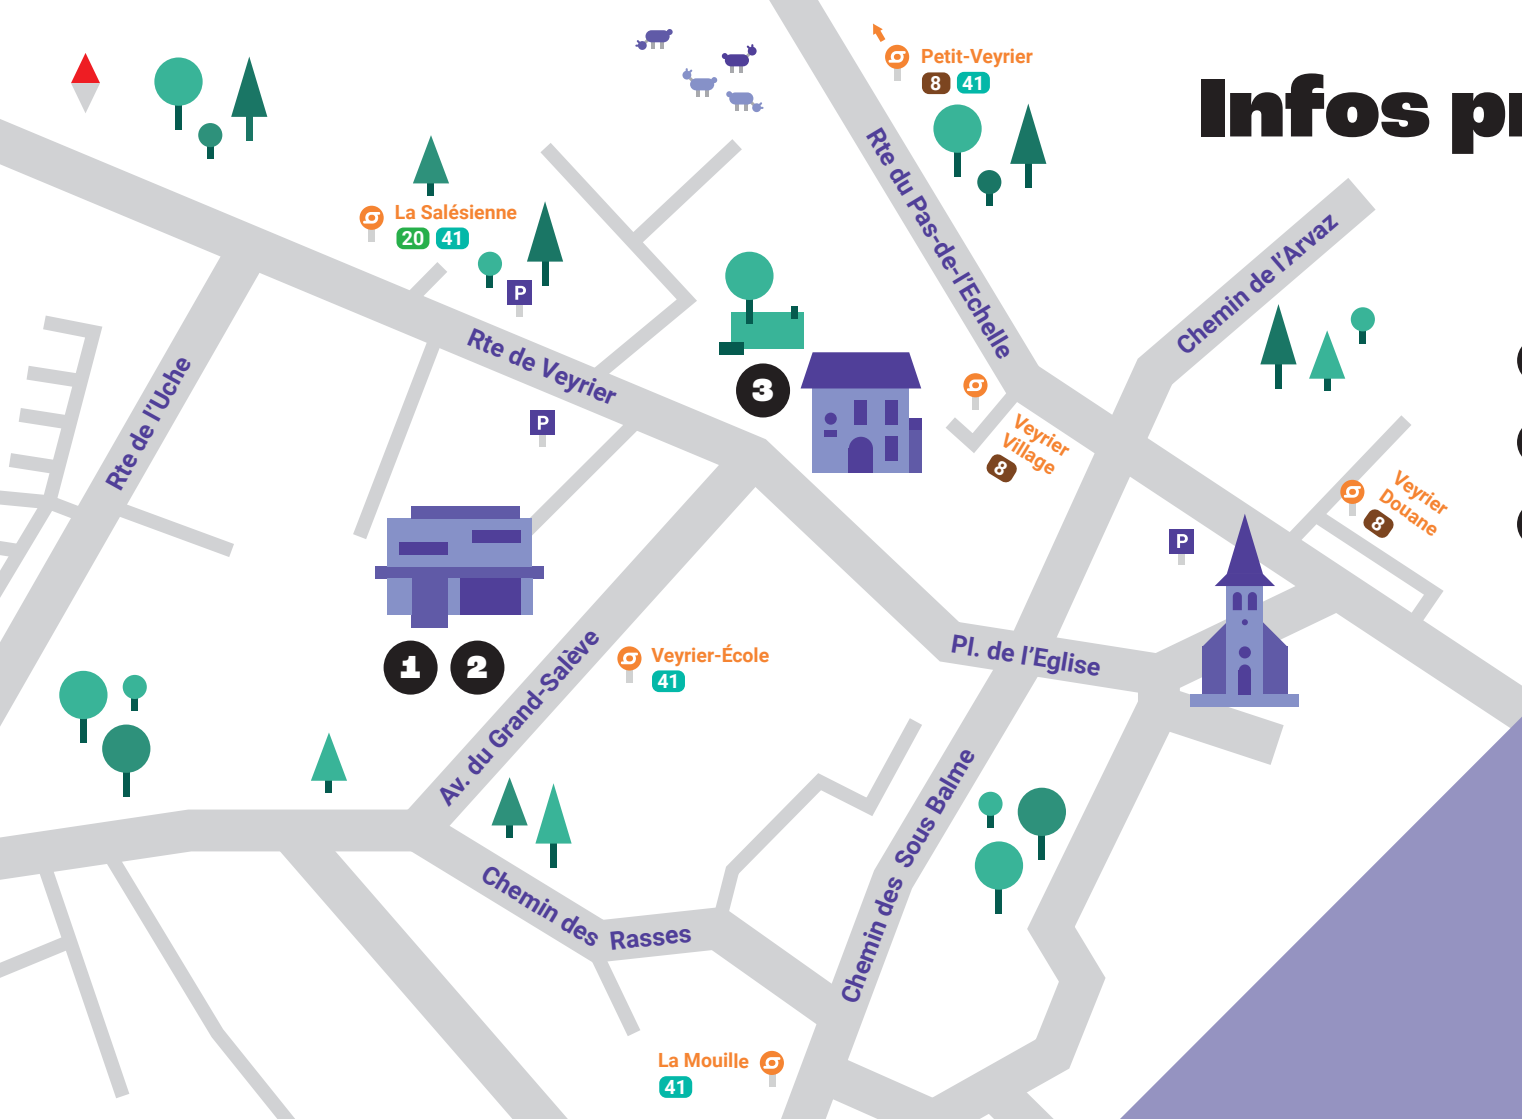 Petit-Veyrier
8 41
Infos pr
Rte du Pas-de-l'Echelle
Chemin de l'Arvaz
La Salésienne
20 41
P
Rte de Veyrier
Rte de l'Uche
3
P
Veyrier
Village
8
Veyrier
Douane
8
P
1 2
Av. du Grand-Salève
Veyrier-École
41
Pl. de l'Eglise
Chemin des Sous Balme
Chemin des Rasses
La Mouille
41